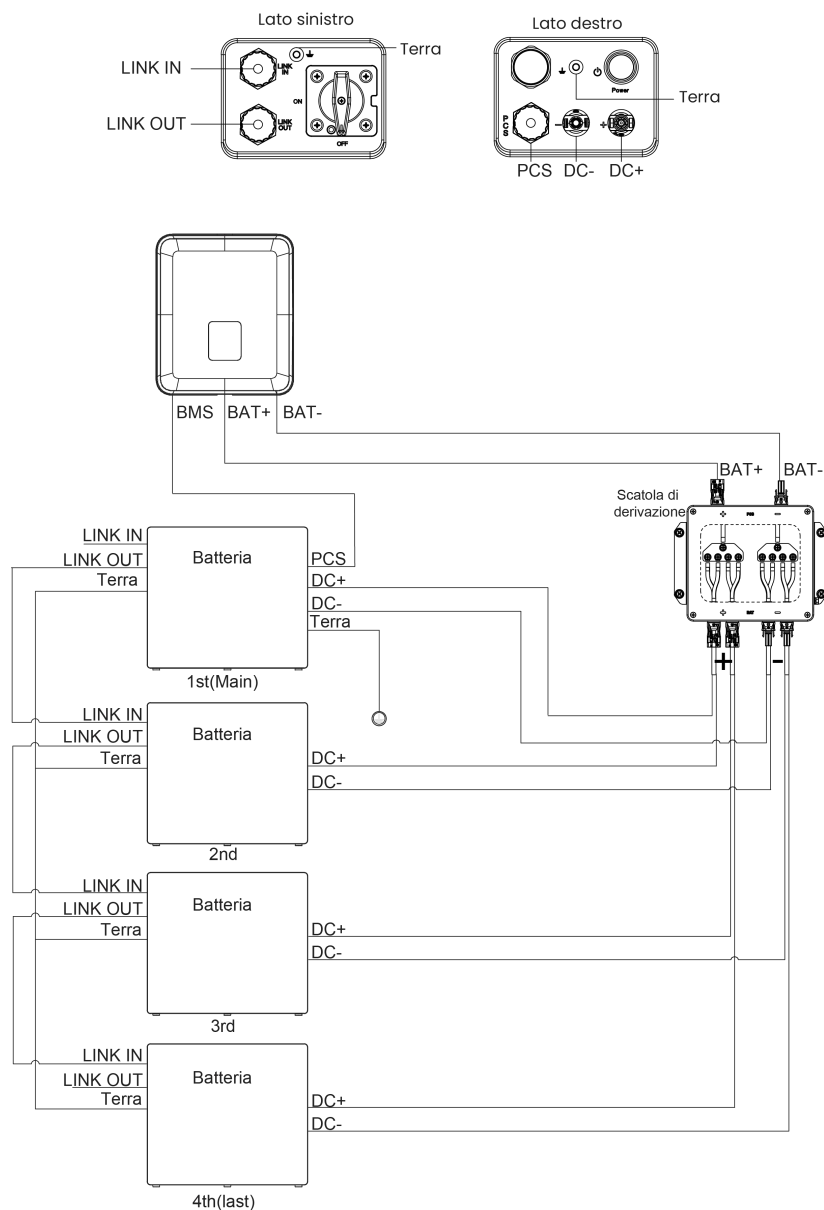 Lato sinistro
Lato destro
LINK IN
LINK OUT
Terra
LINK
IN
LINK
OUT
ON
OFF
Power
PCS
Terra
PCS DC- DC+
BMS BAT+ BAT-
BAT+ BAT-
Scatola di
derivazione
PCS
BAT
+ -
LINK IN
LINK OUT
Terra
Batteria
PCS
DC+
DC-
Terra
1st(Main)
LINK IN
LINK OUT
Terra
Batteria
DC+
DC-
2nd
LINK IN
LINK OUT
Terra
Batteria
DC+
DC-
3rd
LINK IN
LINK OUT
Terra
Batteria
DC+
DC-
4th(last)